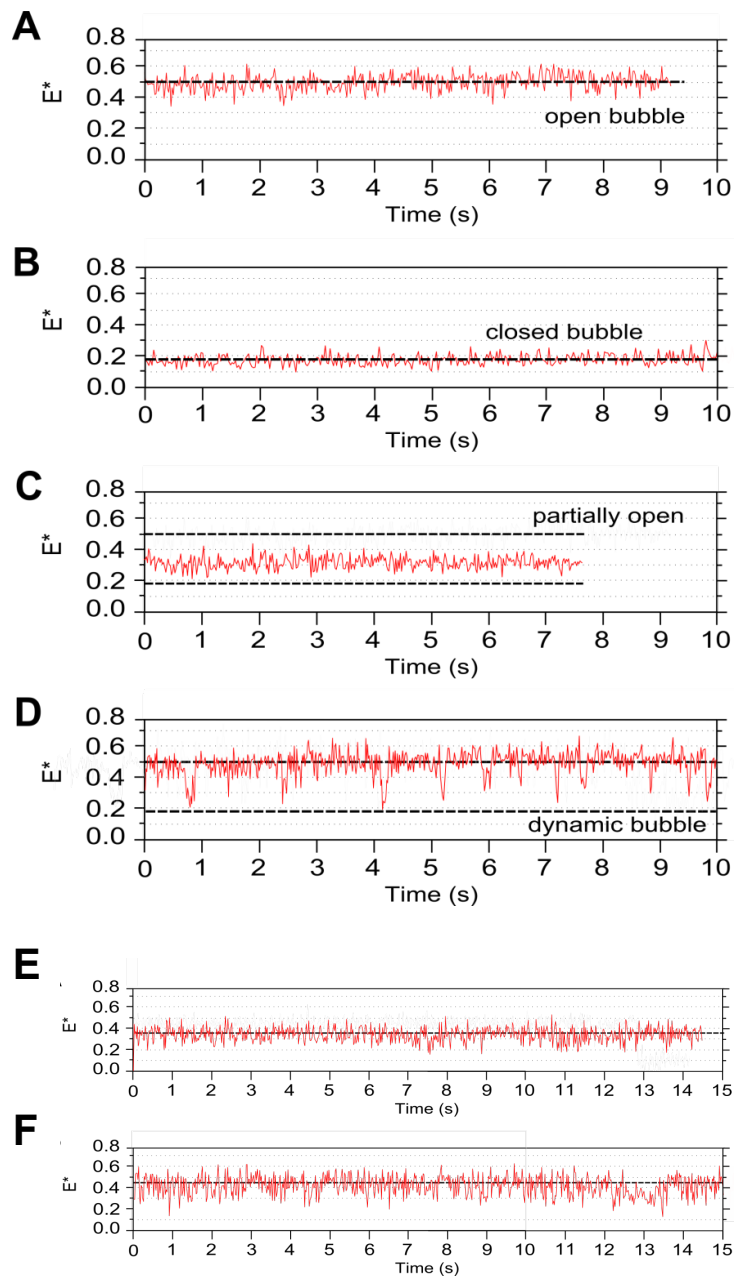 A
0.8
0.6
0.4
0.2
0.0
E*
open bubble
0 1 2 3 4 5 6 7 8 9 10
Time (s)
B
0.8
0.6
0.4
0.2
0.0
E*
closed bubble
0 1 2 3 4 5 6 7 8 9 10
Time (s)
C
0.8
0.6
0.4
0.2
0.0
E*
partially open
0 1 2 3 4 5 6 7 8 9 10
Time (s)
D
0.8
0.6
0.4
0.2
0.0
E*
dynamic bubble
0 1 2 3 4 5 6 7 8 9 10
Time (s)
E
0.8
0.6
0.4
0.2
0.0
E*
0 1 2 3 4 5 6 7 8 9 10 11 12 13 14 15
Time (s)
F
0.8
0.6
0.4
0.2
0.0
E*
0 1 2 3 4 5 6 7 8 9 10 11 12 13 14 15
Time (s)